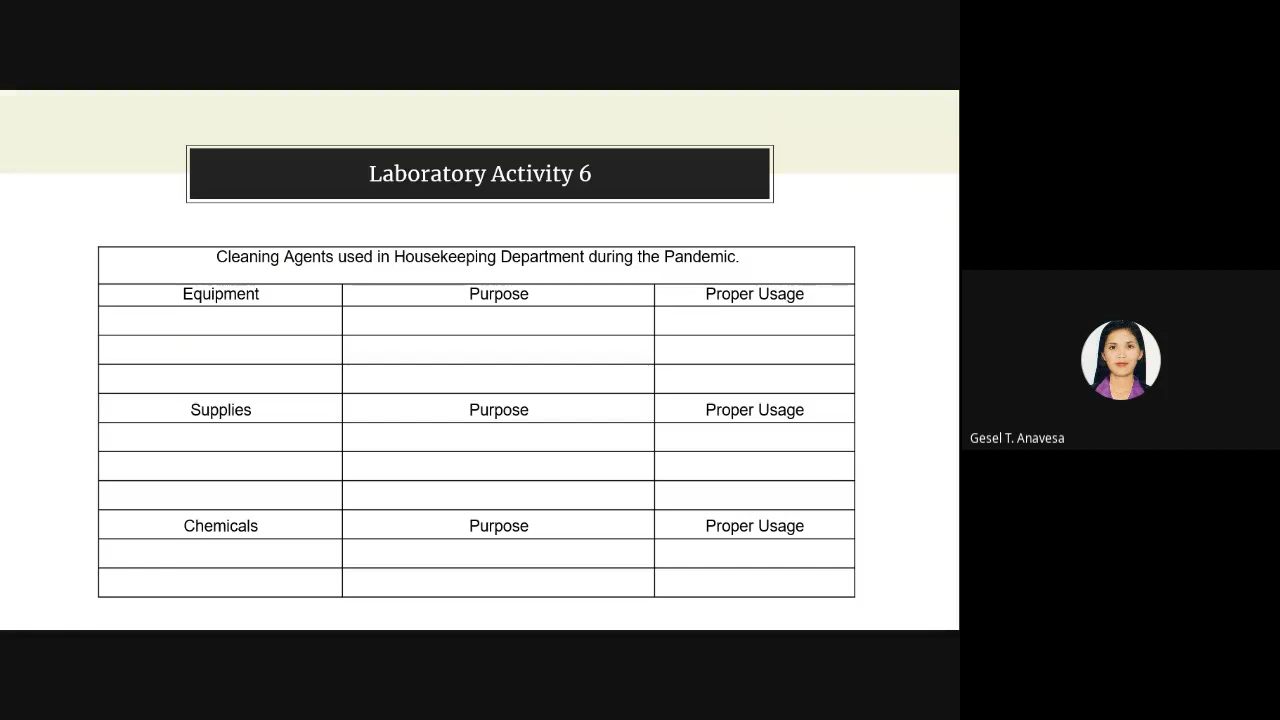 Laboratory Activity 6
Cleaning Agents used in Housekeeping Department during the Pandemic.
Equipment Purpose Proper Usage
Supplies Purpose Proper Usage
Chemicals Purpose Proper Usage
Gesel T. Anavesa